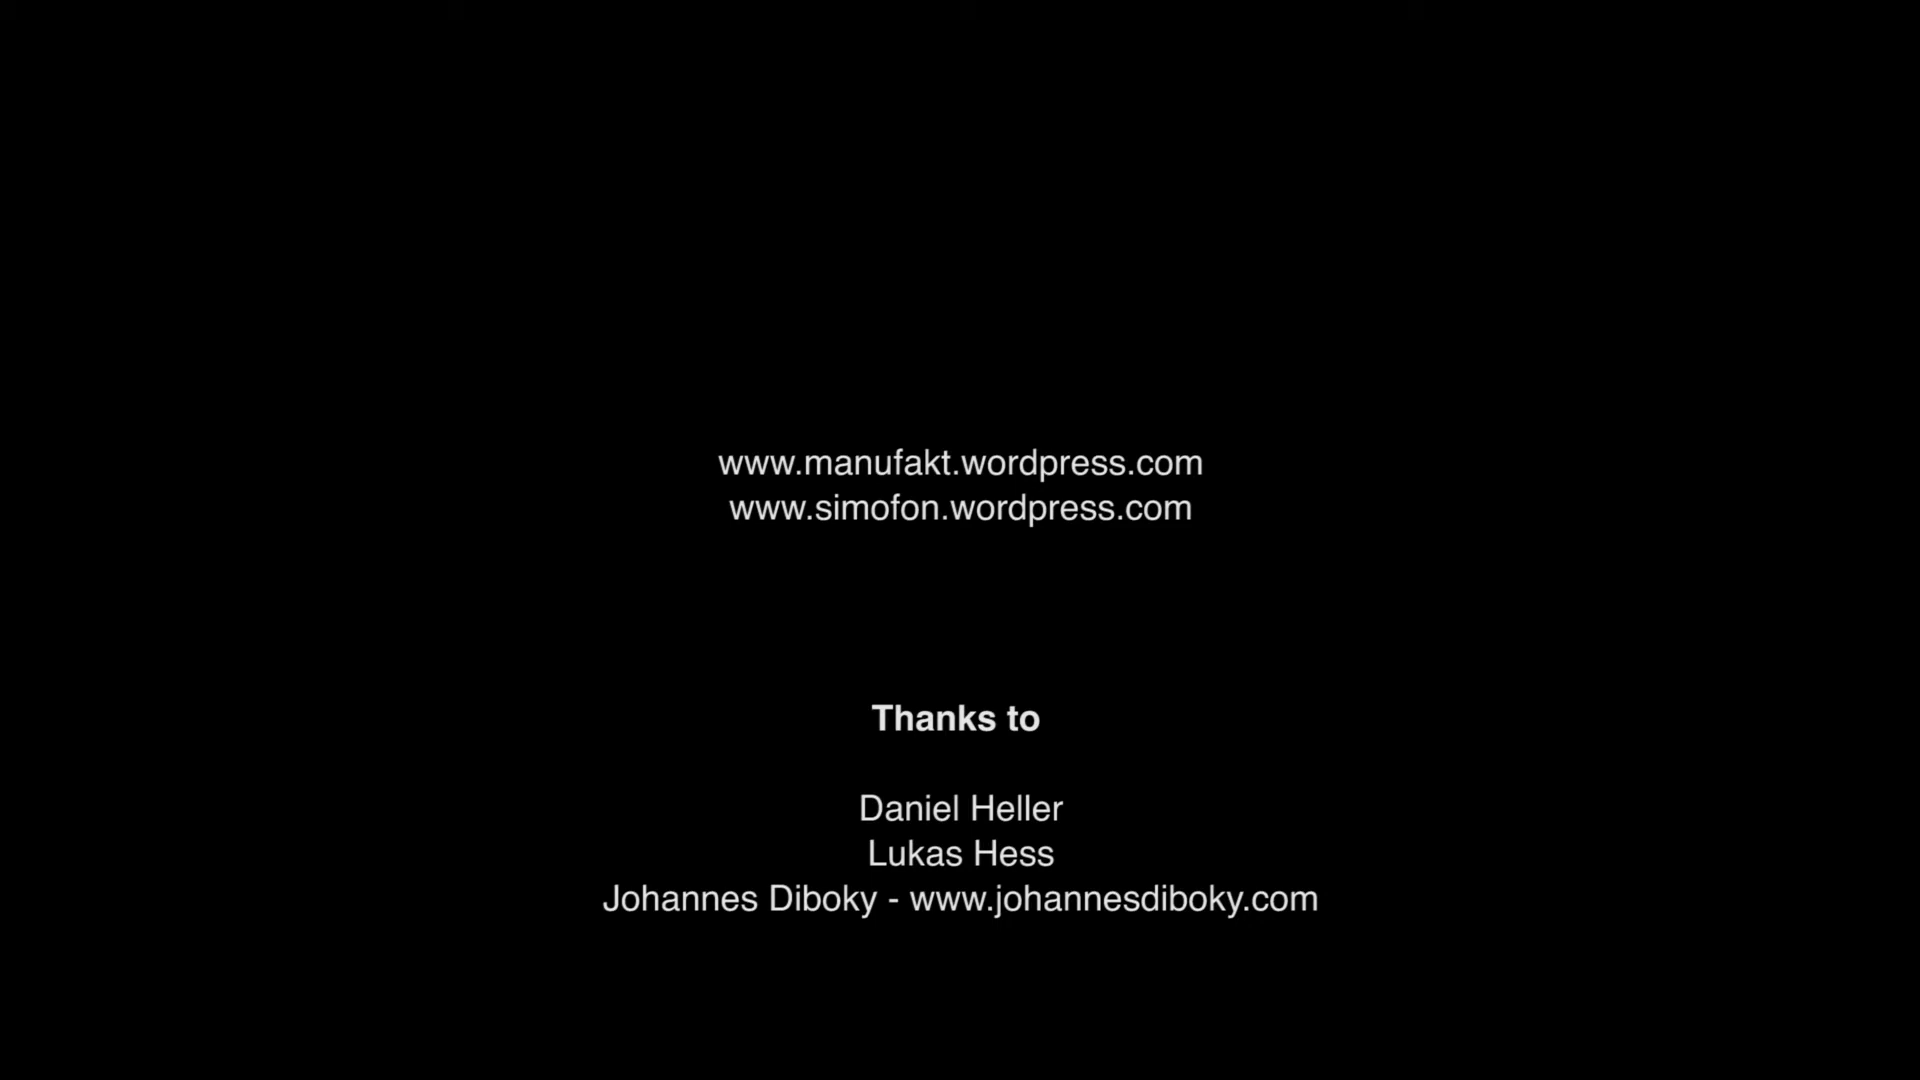 www.manufakt.wordpress.com
www.simofon.wordpress.com
Thanks to
Daniel Heller
Lukas Hess
Johannes Diboky - www.johannesdiboky.com